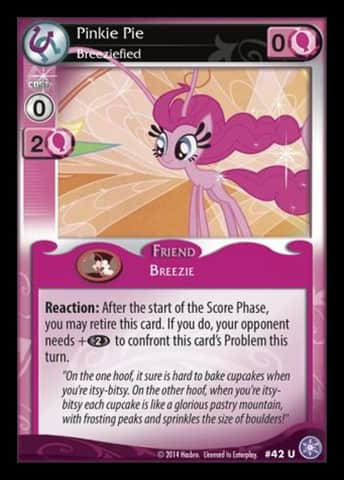 Pinkie Pie
Breeziefied
0
COST
0
2
FRIEND
BREEZIE
Reaction: After the start of the Score Phase,
you may retire this card. If you do, your opponent
needs +2 to confront this card's Problem this
turn.
"On the one hoof, it sure is hard to bake cupcakes when
you're itsy-bitsy. On the other hoof, when you're itsy-
bitsy each cupcake is like a glorious pastry mountain,
with frosting peaks and sprinkles the size of boulders!"
© 2014 Hasbro. Licensed to Enterplay. #42 U